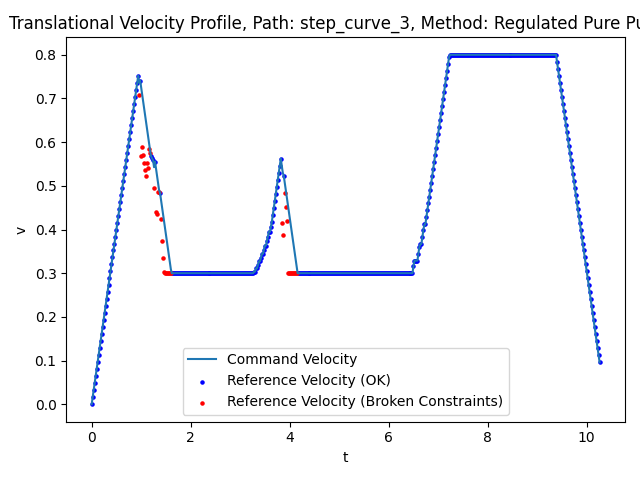 Translational Velocity Profile, Path: step_curve_3, Method: Regulated Pure Pu
0.8
0.7
0.6
0.5
0.4
0.3
0.2
0.1
0.0
v
Command Velocity
Reference Velocity (OK)
Reference Velocity (Broken Constraints)
0
2
4
6
8
10
t